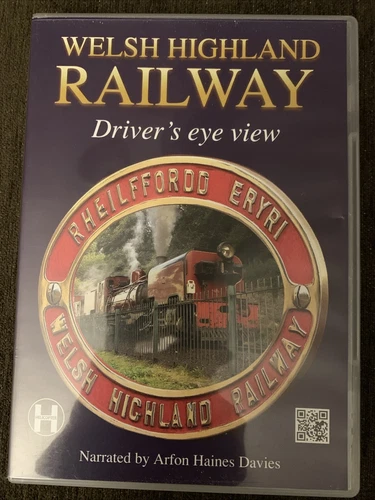 WELSH HIGHLAND
RAILWAY
Driver's eye view
RHEILFFORDD ERYRI
WELSH HIGHLAND RAILWAY
H
Narrated by Arfon Haines Davies